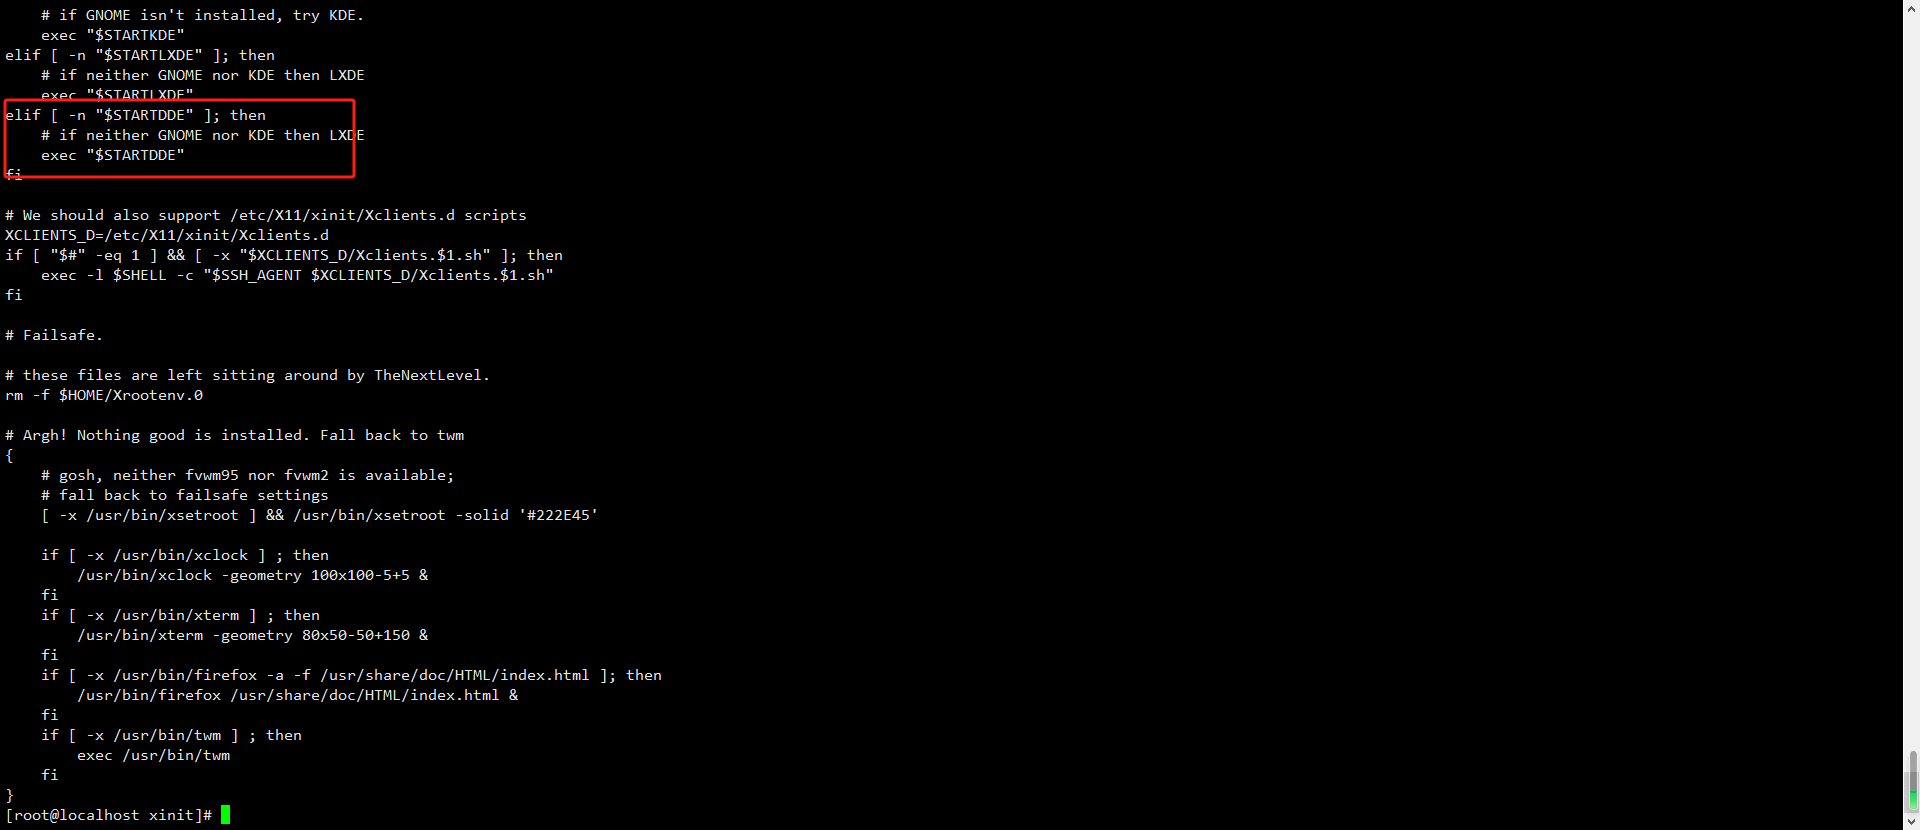 # if GNOME isn't installed, try KDE.
exec "$STARTKDE"
elif [ -n "$STARTLXDE" ]; then
# if neither GNOME nor KDE then LXDE
exec "$STARTLXDE"
elif [ -n "$STARTDDE" ]; then
# if neither GNOME nor KDE then LXDE
exec "$STARTDDE"
fi
# We should also support /etc/X11/xinit/Xclients.d scripts
XCLIENTS_D=/etc/X11/xinit/Xclients.d
if [ "$#" -eq 1 ] && [ -x "$XCLIENTS_D/Xclients.$1.sh" ]; then
exec -l $SHELL -c "$SSH_AGENT $XCLIENTS_D/Xclients.$1.sh"
fi
# Failsafe.
# these files are left sitting around by TheNextLevel.
rm -f $HOME/Xrootenv.0
# Argh! Nothing good is installed. Fall back to twm
{
# gosh, neither fvwm95 nor fvwm2 is available;
# fall back to failsafe settings
[ -x /usr/bin/xsetroot ] && /usr/bin/xsetroot -solid '#222E45'
if [ -x /usr/bin/xclock ] ; then
/usr/bin/xclock -geometry 100x100-5+5 &
fi
if [ -x /usr/bin/xterm ] ; then
/usr/bin/xterm -geometry 80x50-50+150 &
fi
if [ -x /usr/bin/firefox -a -f /usr/share/doc/HTML/index.html ]; then
/usr/bin/firefox /usr/share/doc/HTML/index.html &
fi
if [ -x /usr/bin/twm ] ; then
exec /usr/bin/twm
fi
}
[root@localhost xinit]#